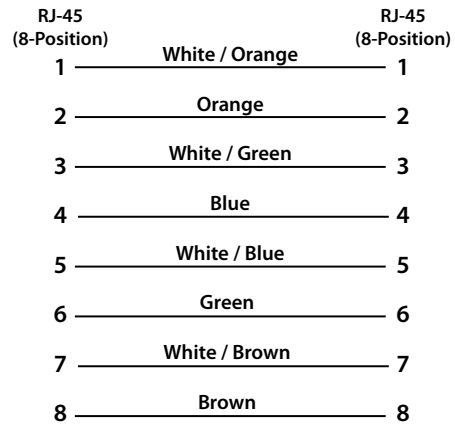 RJ-45 RJ-45
(8-Position) (8-Position)
1 White / Orange 1
2 Orange 2
3 White / Green 3
4 Blue 4
5 White / Blue 5
6 Green 6
7 White / Brown 7
8 Brown 8